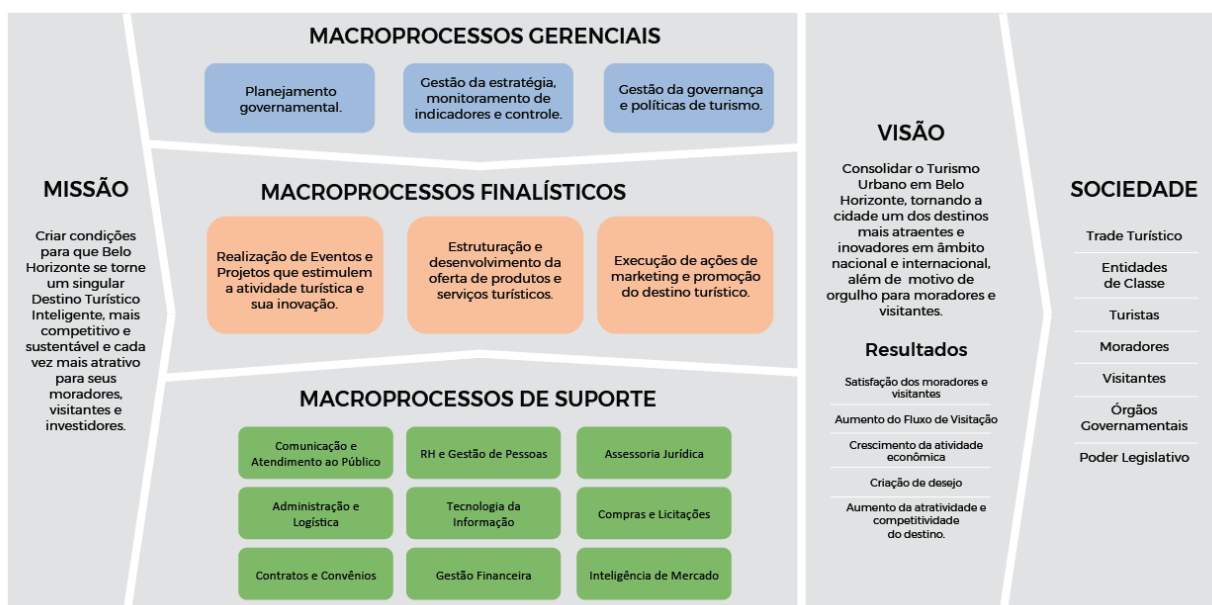 MISSÃO
Criar condições
para que Belo
Horizonte se torne
um singular
Destino Turístico
Inteligente, mais
competitivo e
sustentável e cada
vez mais atrativo
para seus
moradores,
visitantes e
investidores.
MACROPROCESSOS GERENCIAIS
Planejamento
governamental.
Gestão da estratégia,
monitoramento de
indicadores e controle.
Gestão da governança
e políticas de turismo.
MACROPROCESSOS FINALÍSTICOS
Realização de Eventos e
Projetos que estimulem
a atividade turística e
sua inovação.
Estruturação e
desenvolvimento da
oferta de produtos e
serviços turísticos.
Execução de ações de
marketing e promoção
do destino turístico.
MACROPROCESSOS DE SUPORTE
Comunicação e
Atendimento ao Público
RH e Gestão de Pessoas
Assessoria Jurídica
Administração e
Logística
Tecnologia da
Informação
Compras e Licitações
Contratos e Convênios
Gestão Financeira
Inteligência de Mercado
VISÃO
Consolidar o Turismo
Urbano em Belo
Horizonte, tornando a
cidade um dos destinos
mais atraentes e
inovadores em âmbito
nacional e internacional,
além de motivo de
orgulho para moradores e
visitantes.
Resultados
Satisfação dos moradores e
visitantes
Aumento do Fluxo de Visitação
Crescimento da atividade
econômica
Criação de desejo
Aumento da atratividade e
competitividade
do destino.
SOCIEDADE
Trade Turístico
Entidades
de Classe
Turistas
Moradores
Visitantes
Órgãos
Governamentais
Poder Legislativo